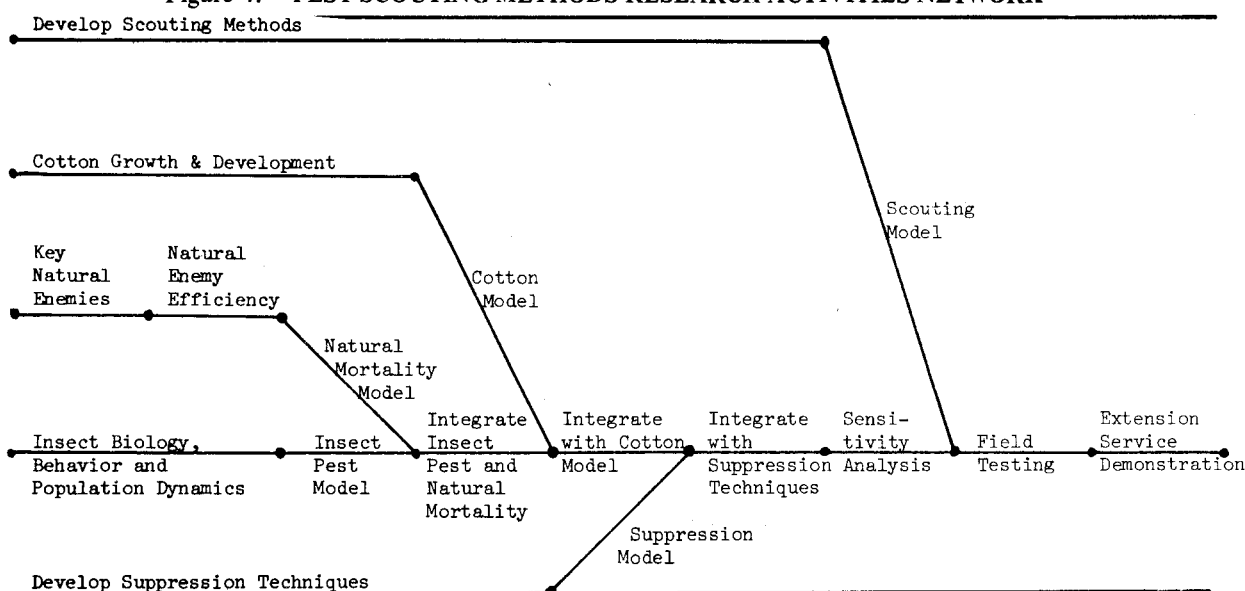 PEST SCOUTING METHODS RESEARCH ACTIVITIES NETWORK
Develop Scouting Methods
Cotton Growth & Development
Scouting
Model
Key
Natural
Enemies
Natural
Enemy
Efficiency
Cotton
Model
Natural
Mortality
Model
Insect Biology,
Behavior and
Population Dynamics
Insect
Pest
Model
Integrate
Insect
Pest and
Natural
Mortality
Integrate
with Cotton
Model
Integrate
with
Suppression
Techniques
Sensi-
tivity
Analysis
Field
Testing
Extension
Service
Demonstration
Suppression
Model
Develop Suppression Techniques